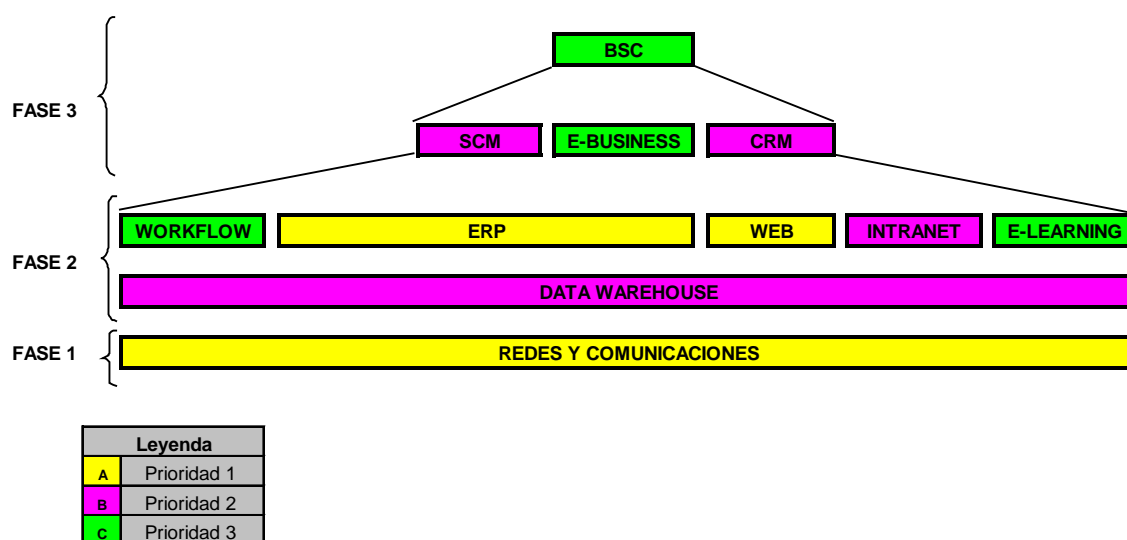 BSC
FASE 3
SCM E-BUSINESS CRM
WORKFLOW ERP WEB INTRANET E-LEARNING
FASE 2
DATA WAREHOUSE
FASE 1 REDES Y COMUNICACIONES
Leyenda
A Prioridad 1
B Prioridad 2
C Prioridad 3